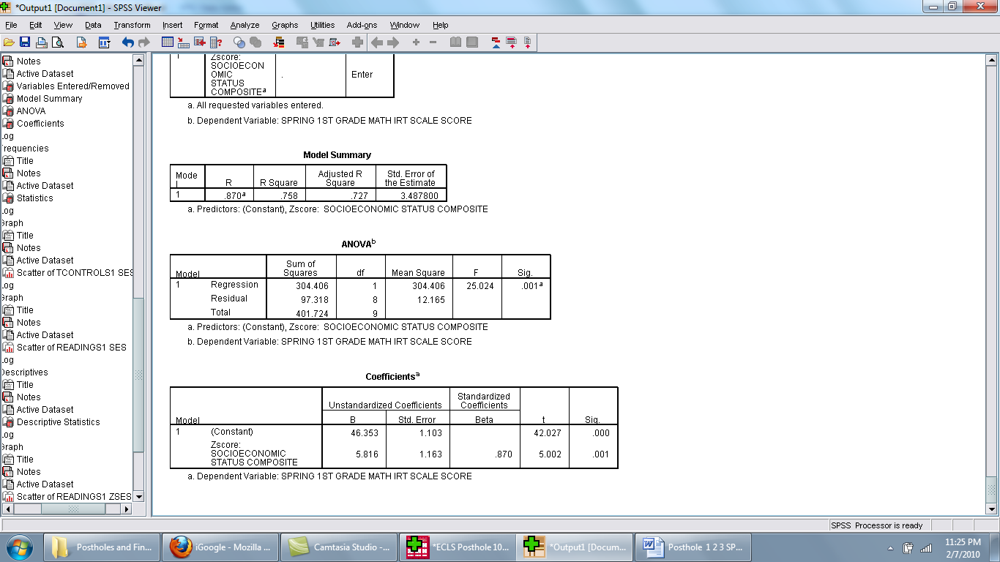 *Output1 [Document1] - SPSS Viewer
File Edit View Data Transform Insert Format Analyze Graphs Utilities Add-ons Window Help
Notes
Active Dataset
Variables Entered/Removed
Model Summary
ANOVA
Coefficients
Log
Frequencies
Title
Notes
Active Dataset
Statistics
Log
Graph
Title
Notes
Active Dataset
Scatter of TCONTROLS1 SES
Log
Graph
Title
Notes
Active Dataset
Scatter of READINGS1 SES
Log
Descriptives
Title
Notes
Active Dataset
Descriptive Statistics
Log
Graph
Title
Notes
Active Dataset
Scatter of READINGS1 ZSES
1 Zscore: . Enter
SOCIOECON
OMIC
STATUS
COMPOSITEa
a. All requested variables entered.
b. Dependent Variable: SPRING 1ST GRADE MATH IRT SCALE SCORE
Model Summary
Mode
l R R Square Adjusted R Square Std. Error of the Estimate
1 .870a .758 .727 3.487800
a. Predictors: (Constant), Zscore: SOCIOECONOMIC STATUS COMPOSITE
ANOVAb
Model Sum of Squares df Mean Square F Sig.
1 Regression 304.406 1 304.406 25.024 .001a
Residual 97.318 8 12.165
Total 401.724 9
a. Predictors: (Constant), Zscore: SOCIOECONOMIC STATUS COMPOSITE
b. Dependent Variable: SPRING 1ST GRADE MATH IRT SCALE SCORE
Coefficientsa
Unstandardized Coefficients Standardized Coefficients
Model B Std. Error Beta t Sig.
1 (Constant) 46.353 1.103 42.027 .000
Zscore:
SOCIOECONOMIC 5.816 1.163 .870 5.002 .001
STATUS COMPOSITE
a. Dependent Variable: SPRING 1ST GRADE MATH IRT SCALE SCORE
SPSS Processor is ready
Postholes and Fin...
iGoogle - Mozilla ...
Camtasia Studio -...
*ECLS Posthole 10...
*Output1 [Docum...
Posthole 1 2 3 SP...
11:25 PM
2/7/2010